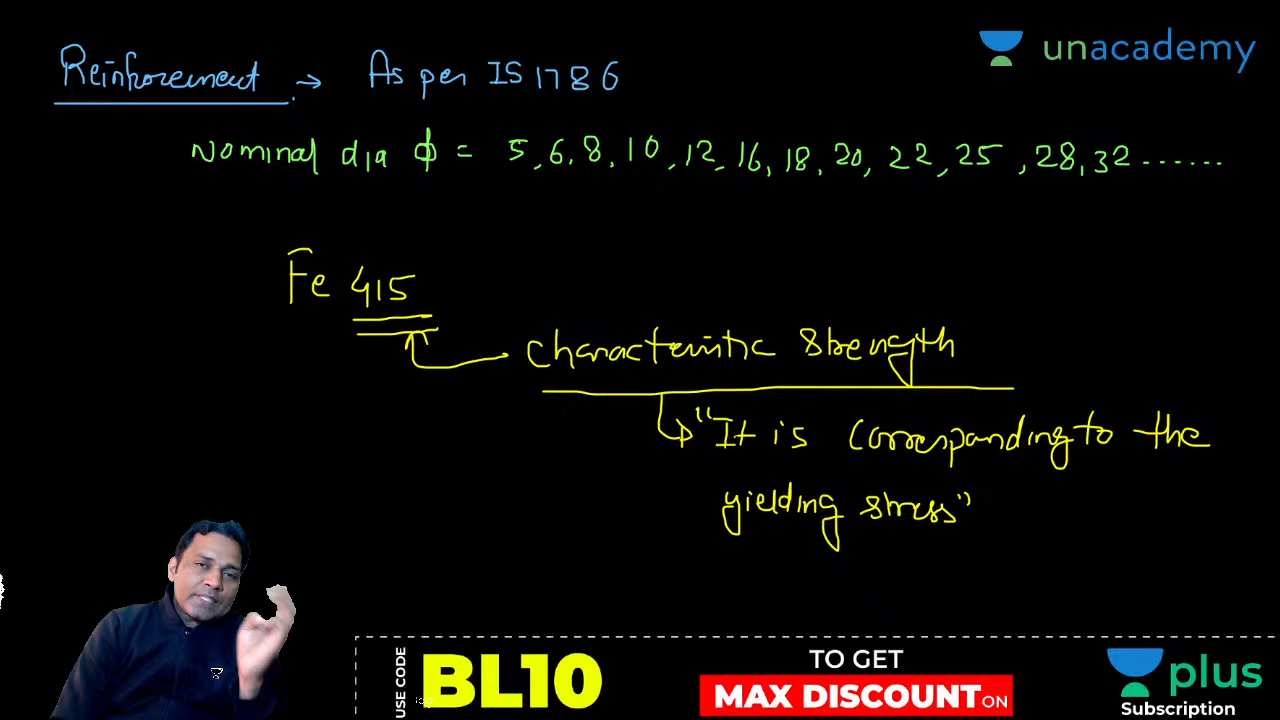 Reinforcement → As per IS 1786
unacademy
Nominal dia ϕ = 5, 6, 8, 10, 12, 16, 18, 20, 22, 25, 28, 32 ......
Fe 415
characteristic strength
"It is corresponding to the
yielding stress"
USE CODE
BL10
TO GET
MAX DISCOUNT ON
plus
Subscription